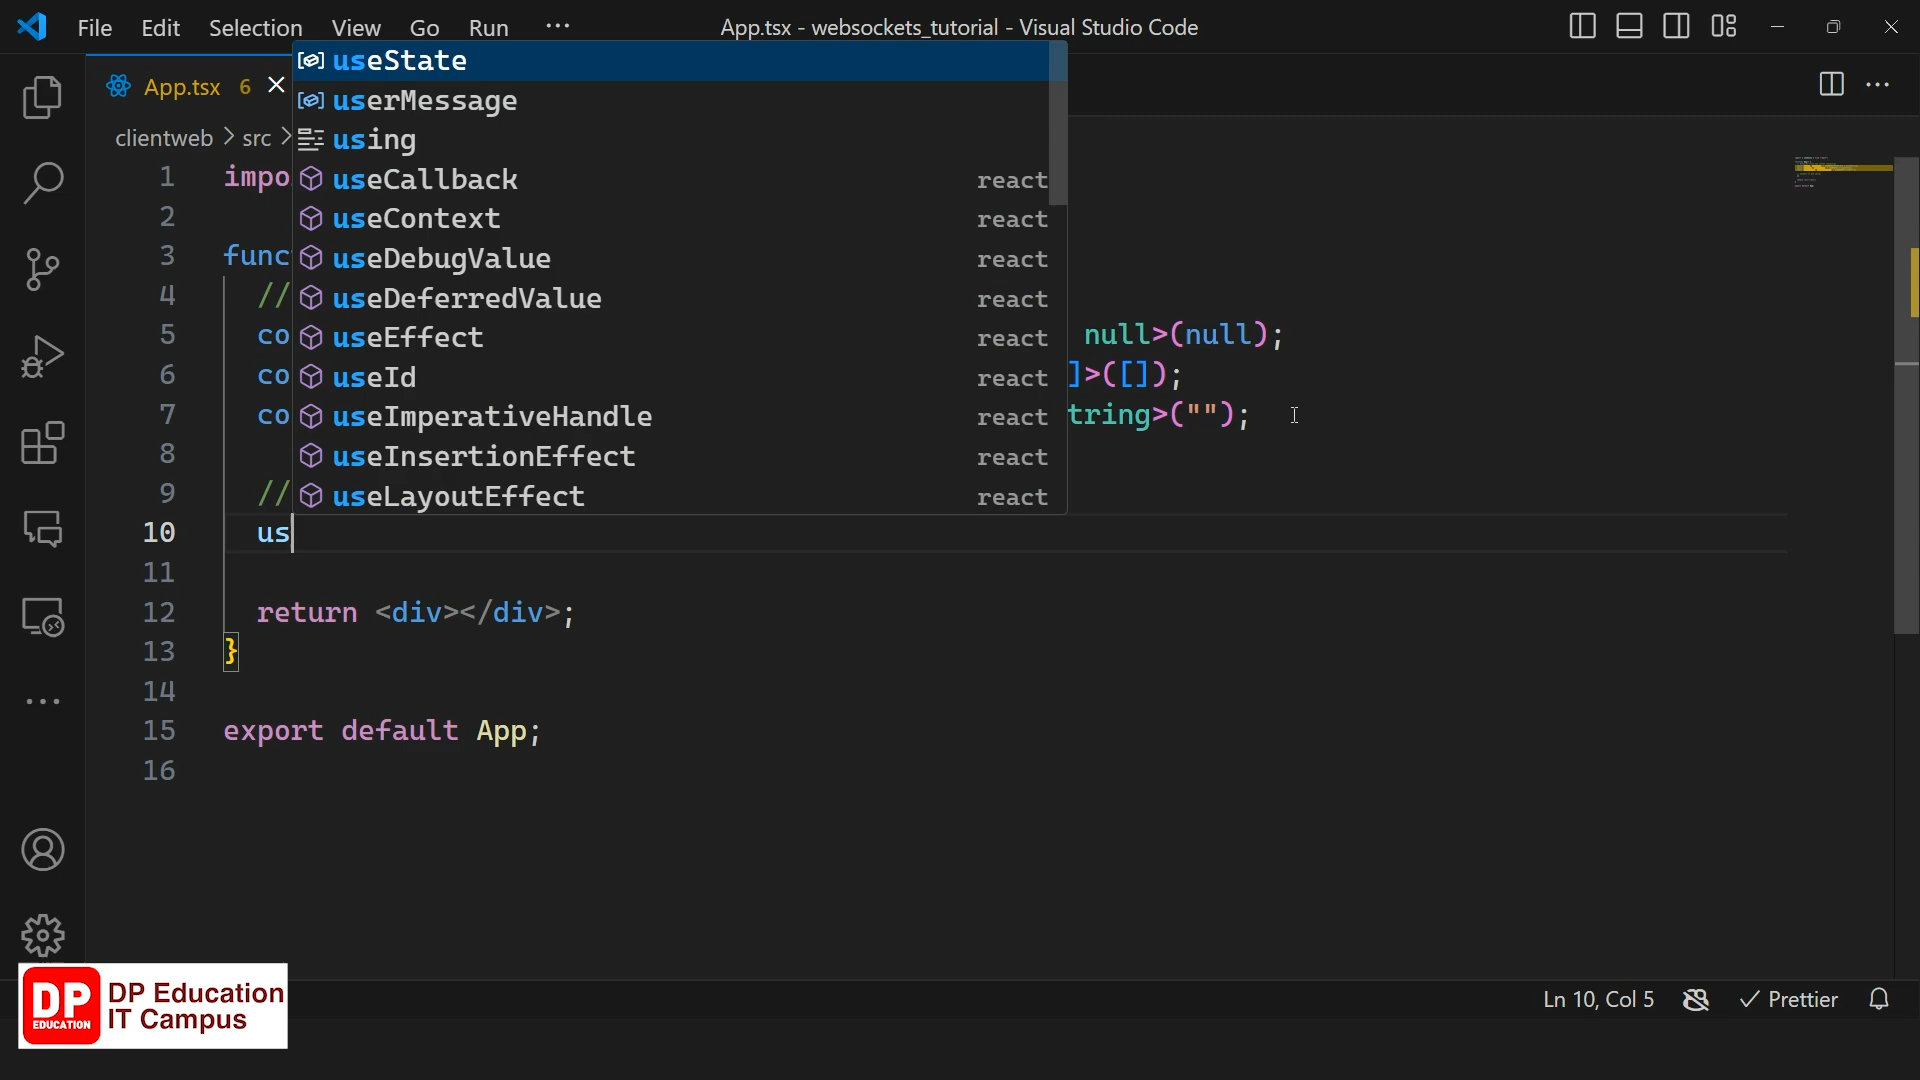 File Edit Selection View Go Run ··· App.tsx - websockets_tutorial - Visual Studio Code
App.tsx 6
clientweb > src >
useState
userMessage
using
useCallback react
useContext react
useDebugValue react
useDeferredValue react
useEffect react
useId react
useImperativeHandle react
useInsertionEffect react
useLayoutEffect react
1 impo
2
3 func
4 //
5 co null>(null);
6 co ]>([]);
7 co tring>("");
8
9 //
10 us
11
12 return <div></div>;
13 }
14
15 export default App;
16
Ln 10, Col 5 Prettier
DP EDUCATION
DP Education
IT Campus